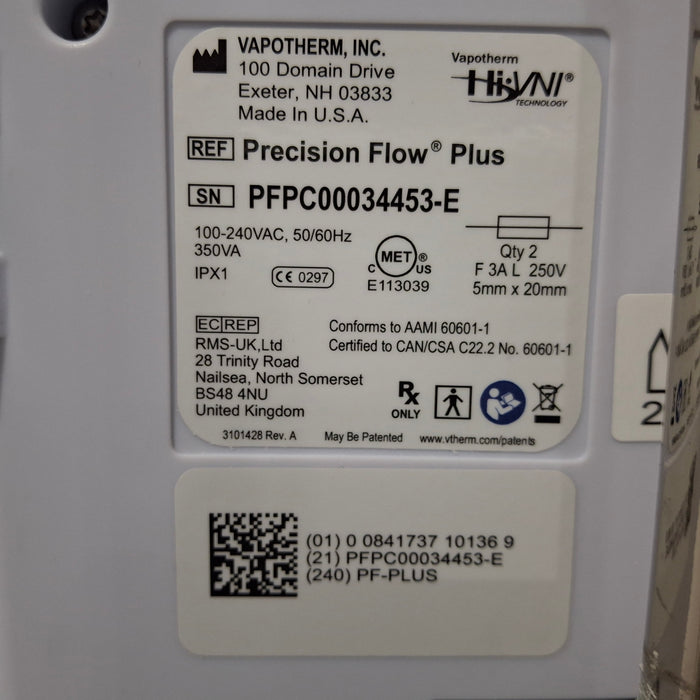 VAPOTHERM, INC.
100 Domain Drive
Exeter, NH 03833
Made In U.S.A.
Vapotherm
Hi-VNI®
TECHNOLOGY
REF Precision Flow® Plus
SN PFPC00034453-E
100-240VAC, 50/60Hz
350VA
IPX1
CE 0297
C MET® US
E113039
Qty 2
F 3A L 250V
5mm x 20mm
EC REP
RMS-UK,Ltd
28 Trinity Road
Nailsea, North Somerset
BS48 4NU
United Kingdom
Conforms to AAMI 60601-1
Certified to CAN/CSA C22.2 No. 60601-1
Rx
ONLY
3101428 Rev. A May Be Patented www.vtherm.com/patents
(01) 0 0841737 10136 9
(21) PFPC00034453-E
(240) PF-PLUS
2